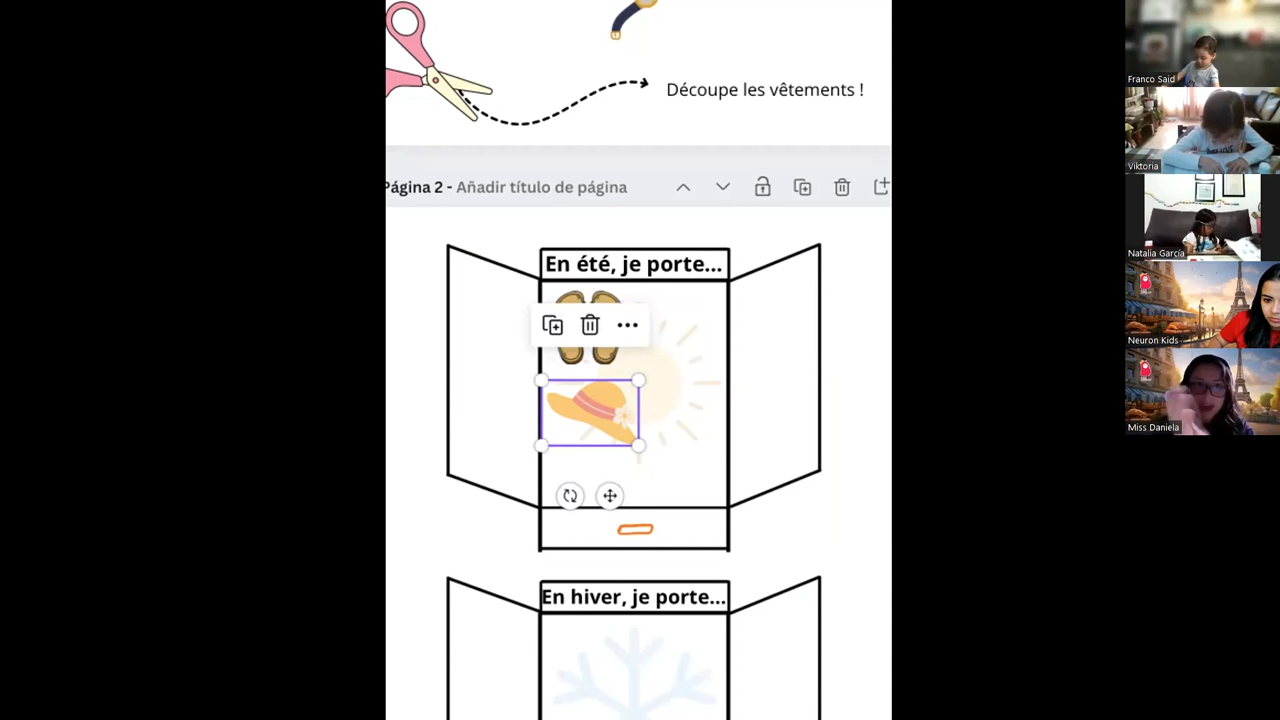 Découpe les vêtements !
Página 2 - Añadir título de página
En été, je porte...
En hiver, je porte...
Franco Said
Viktoria
Natalia García
Neuron Kids
Miss Daniela